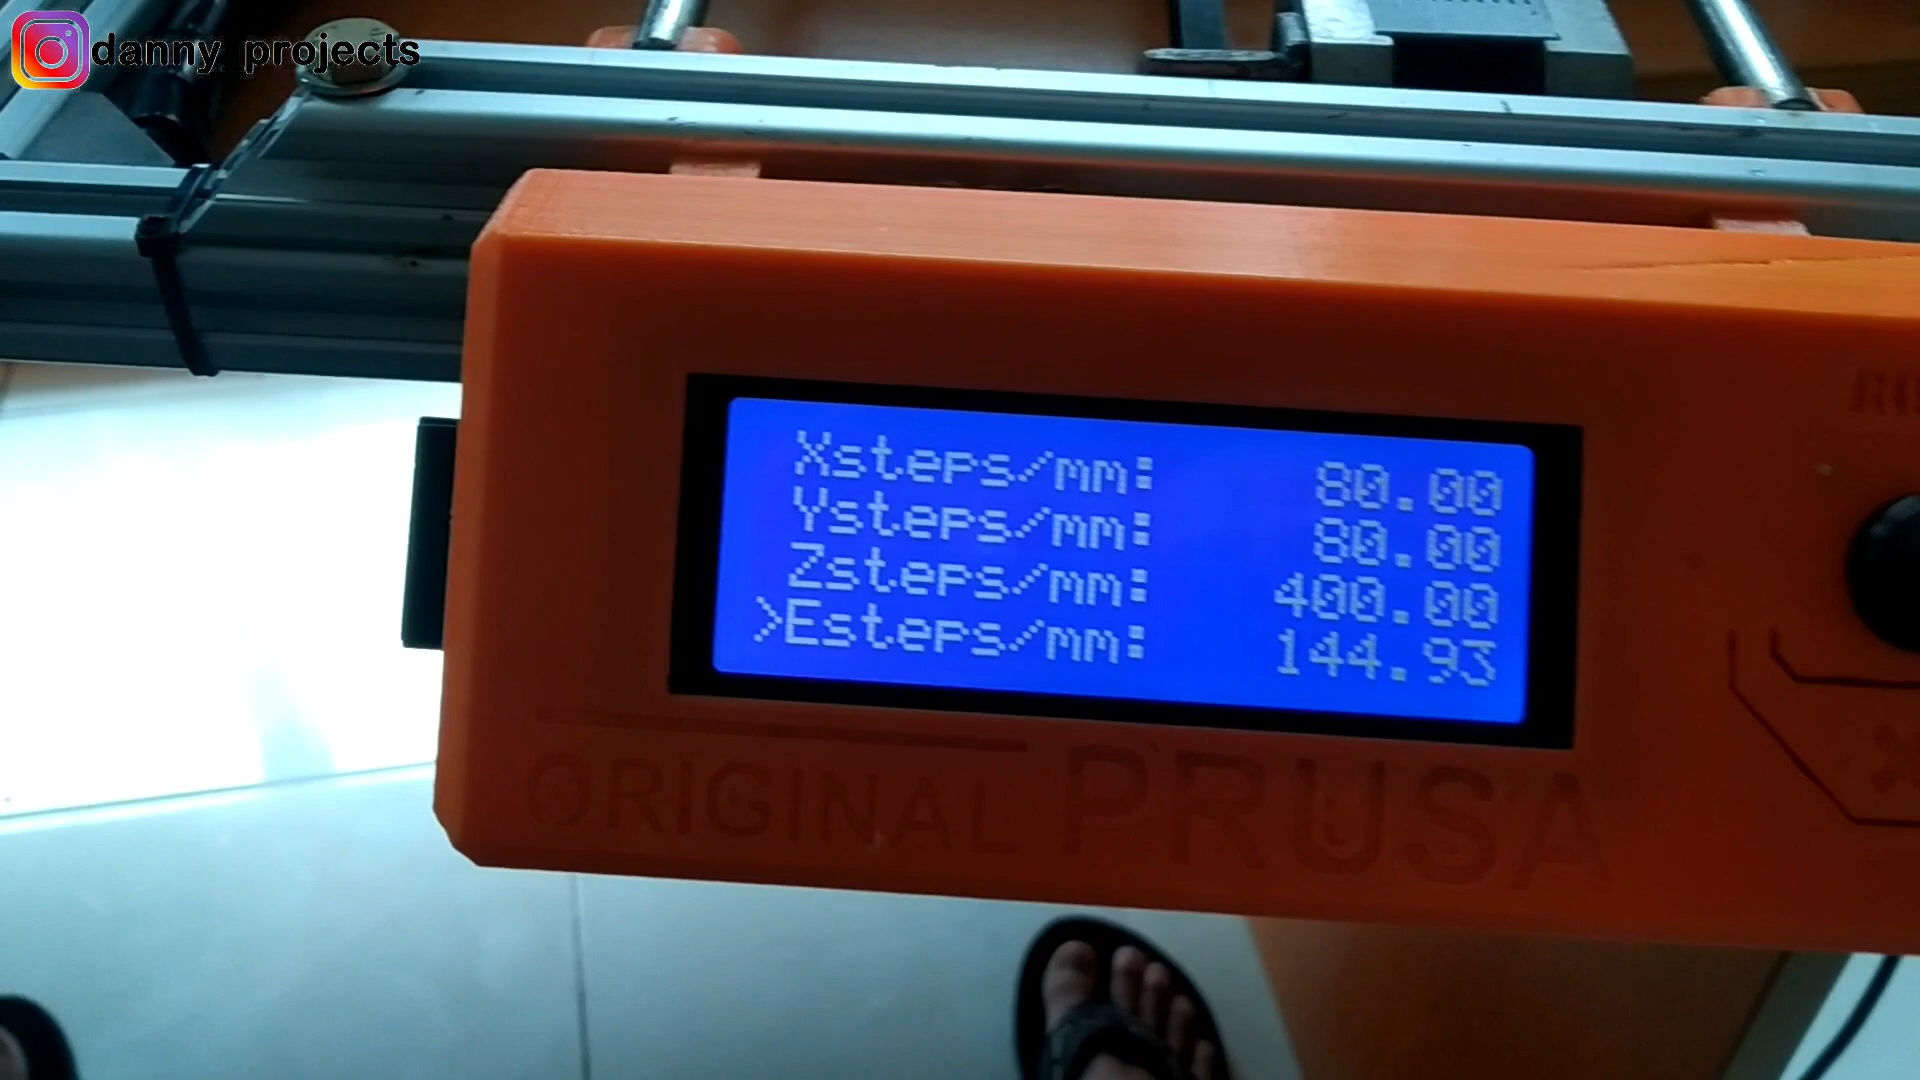 danny_projects
Xsteps/mm: 80.00
Ysteps/mm: 80.00
Zsteps/mm: 400.00
>Esteps/mm: 144.93
ORIGINAL PRUSA